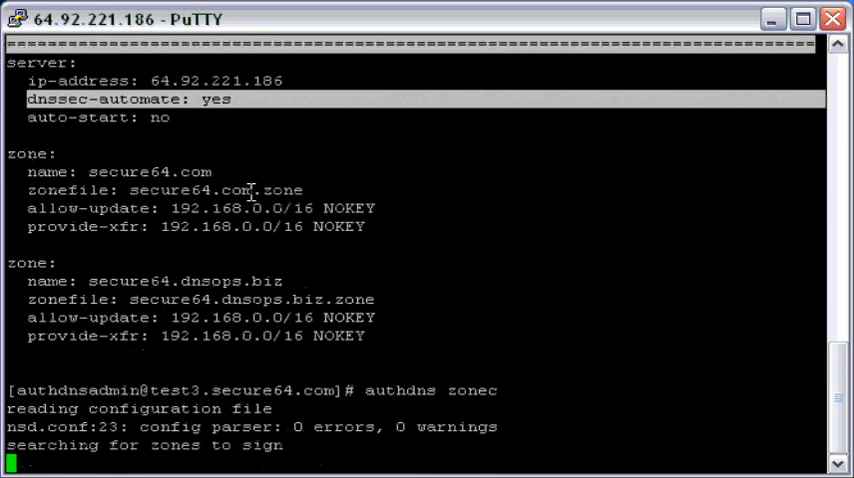 64.92.221.186 - PuTTY
================================================================================
server:
ip-address: 64.92.221.186
dnssec-automate: yes
auto-start: no
zone:
name: secure64.com
zonefile: secure64.com.zone
allow-update: 192.168.0.0/16 NOKEY
provide-xfr: 192.168.0.0/16 NOKEY
zone:
name: secure64.dnsops.biz
zonefile: secure64.dnsops.biz.zone
allow-update: 192.168.0.0/16 NOKEY
provide-xfr: 192.168.0.0/16 NOKEY
[authdnsadmin@test3.secure64.com]# authdns zonec
reading configuration file
nsd.conf:23: config parser: 0 errors, 0 warnings
searching for zones to sign